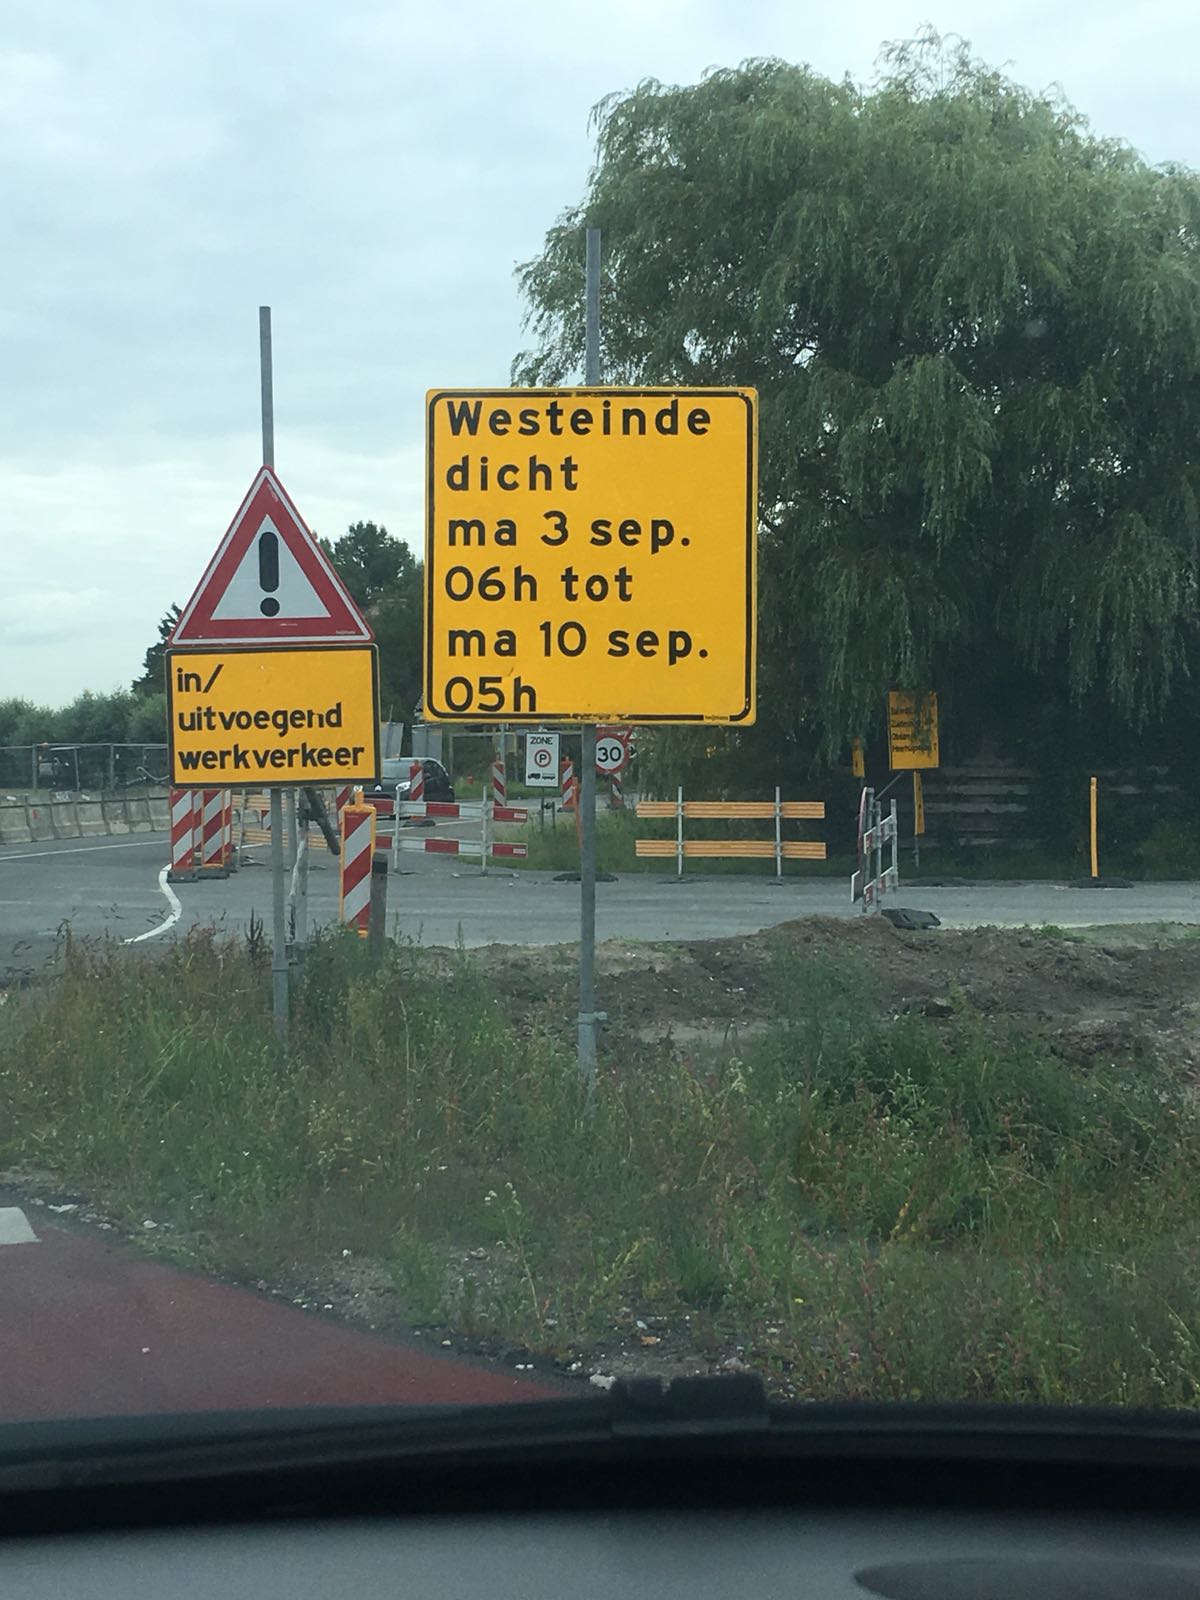 Westeinde
dicht
ma 3 sep.
06h tot
ma 10 sep.
05h
in/
uitvoegend
werkverkeer
ZONE
P
30